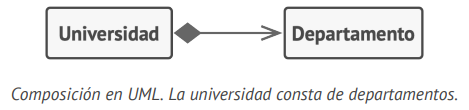 Universidad
Departamento
Composición en UML. La universidad consta de departamentos.